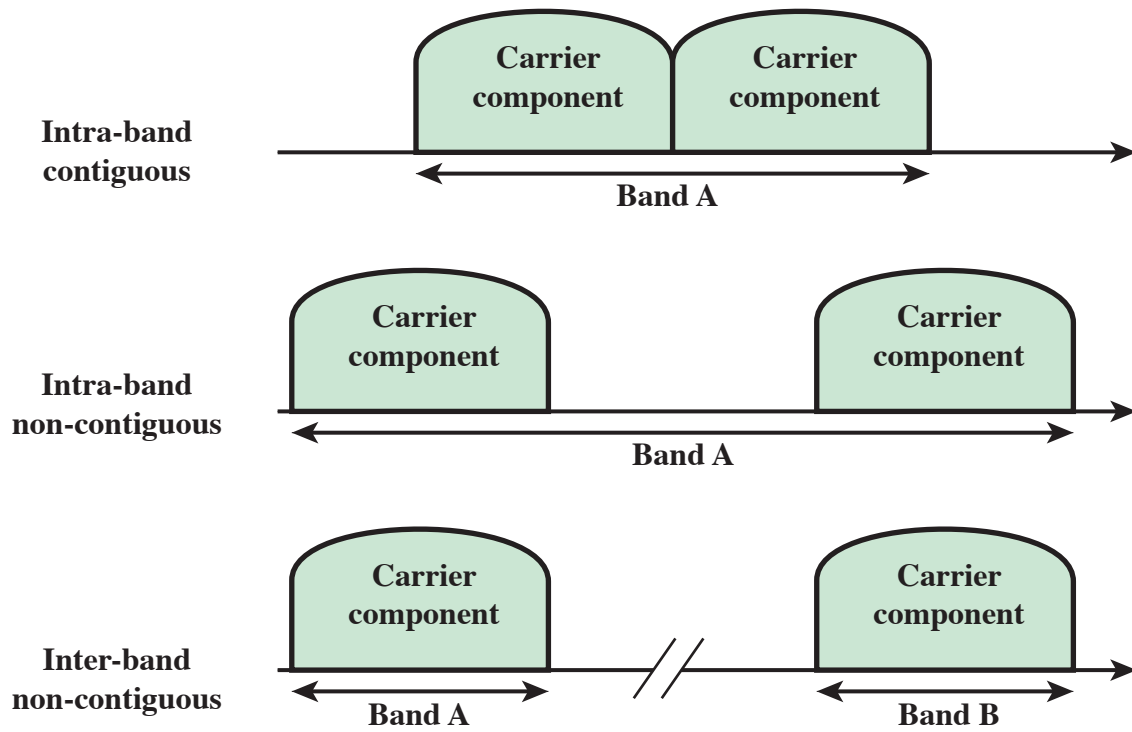 Carrier
component
Carrier
component
Intra-band
contiguous
Band A
Carrier
component
Carrier
component
Intra-band
non-contiguous
Band A
Carrier
component
Carrier
component
Inter-band
non-contiguous
Band A
Band B